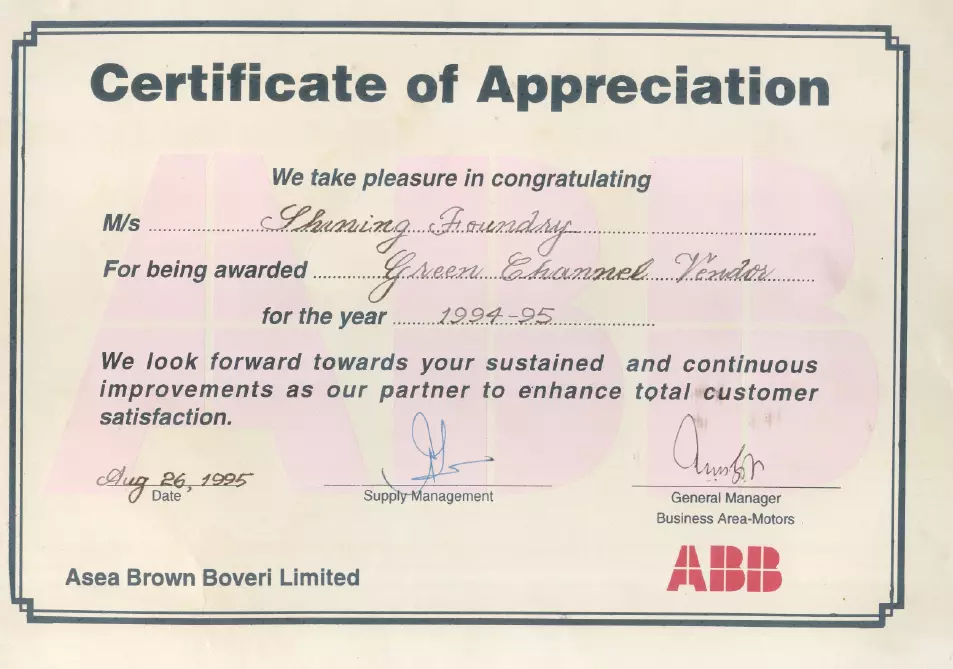 Certificate of Appreciation
We take pleasure in congratulating
M/s Shining Foundry
For being awarded Green Channel Vendor
for the year 1994-95
We look forward towards your sustained and continuous
improvements as our partner to enhance total customer
satisfaction.
Aug 26, 1995
Date
Supply Management
General Manager
Business Area-Motors
Asea Brown Boveri Limited
ABB